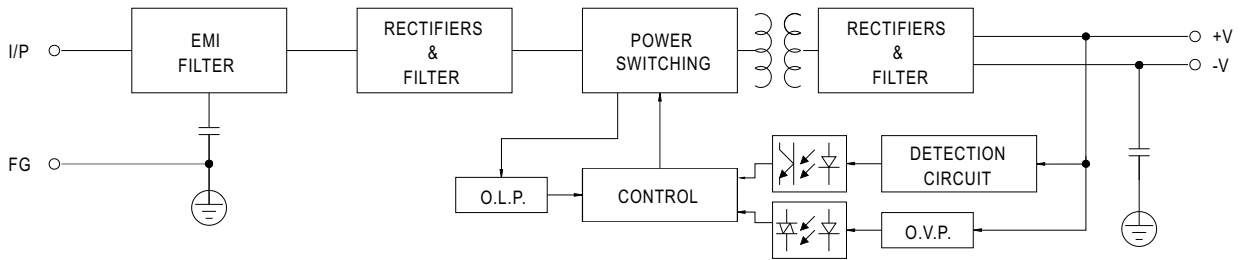 I/P
EMI
FILTER
RECTIFIERS
&
FILTER
POWER
SWITCHING
RECTIFIERS
&
FILTER
+V
-V
FG
O.L.P.
CONTROL
DETECTION
CIRCUIT
O.V.P.